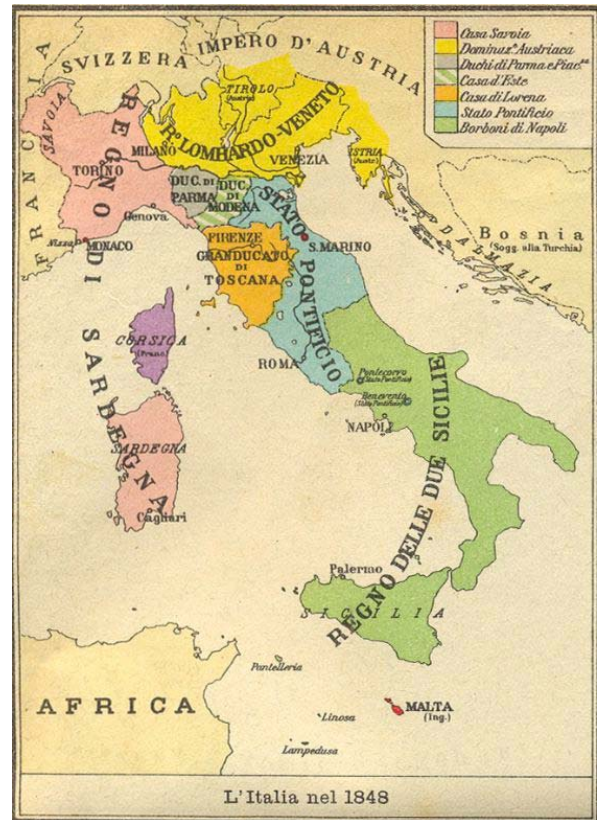 Casa Savoia
Dominaz.e Austriaca
Duchi di Parma e Piac.za
Casa d'Este
Casa di Lorena
Stato Pontificio
Borboni di Napoli
FRANCIA
SVIZZERA
IMPERO D'AUSTRIA
SAVOIA
TIROLO
(Austria)
R.o LOMBARDO-VENETO
MILANO
VENEZIA
ISTRIA
(Austr.)
TORINO
DUC. DI
PARMA
DUC.
DI
MODENA
Genova
Nizza
MONACO
REGNO DI SARDEGNA
FIRENZE
GRANDUCATO
DI
TOSCANA
STATO PONTIFICIO
S. MARINO
DALMAZIA
Bosnia
(Sogg. alla Turchia)
CORSICA
(Franc.)
ROMA
Pontecorvo
(Stato Pontificio)
Benevento
(Stato Pontificio)
NAPOLI
SARDEGNA
Cagliari
REGNO DELLE DUE SICILIE
Palermo
SICILIA
Pantelleria
AFRICA
MALTA
(Ing.)
Linosa
Lampedusa
L'Italia nel 1848